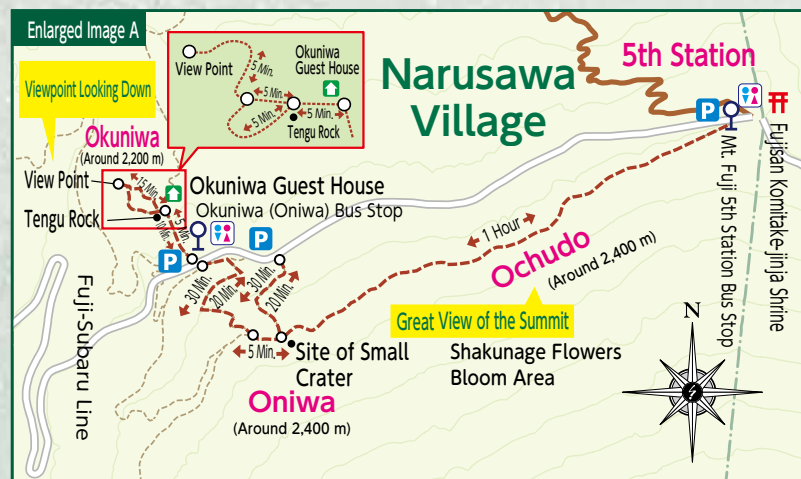 Enlarged Image A
Viewpoint Looking Down
Okuniwa
(Around 2,200 m)
View Point
Tengu Rock
View Point
5 Min.
5 Min.
5 Min.
5 Min.
Okuniwa
Guest House
Tengu Rock
Narusawa
Village
5th Station
P
Mt. Fuji 5th Station Bus Stop
Fujisan Komitake-jinja Shrine
15 Min.
5 Min.
10 Min.
Okuniwa Guest House
Okuniwa (Oniwa) Bus Stop
P
P
30 Min.
20 Min.
30 Min.
20 Min.
5 Min.
1 Hour
Ochudo
(Around 2,400 m)
Great View of the Summit
Shakunage Flowers
Bloom Area
Site of Small
Crater
Oniwa
(Around 2,400 m)
Fuji-Subaru Line
N